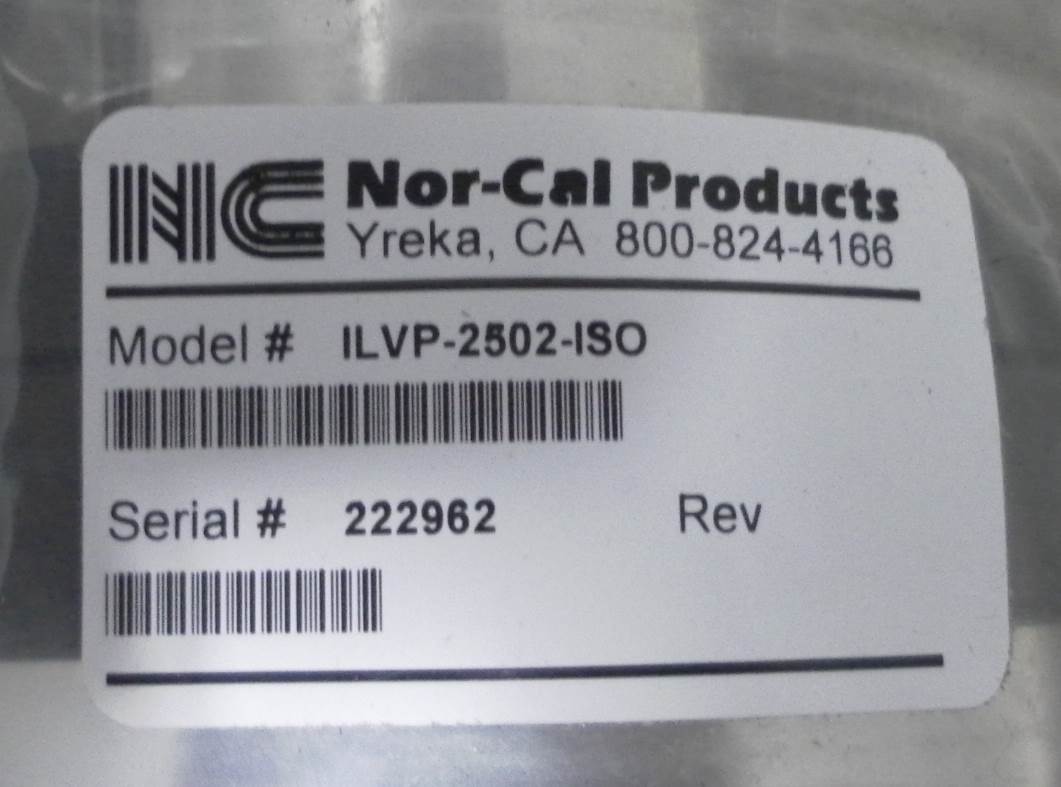 NC Nor-Cal Products
Yreka, CA 800-824-4166
Model # ILVP-2502-ISO
Serial # 222962 Rev